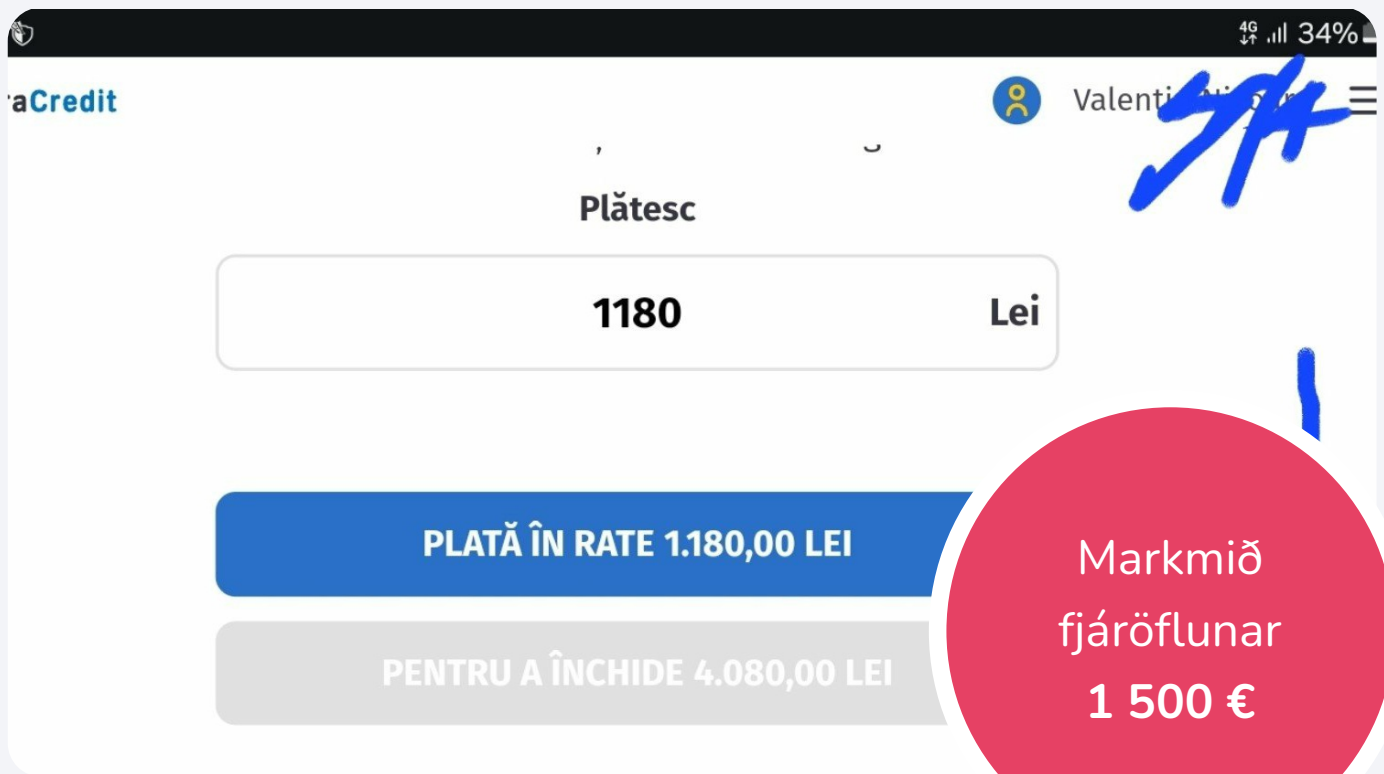 4G 34%
aCredit
Plătesc
1180 Lei
PLATĂ ÎN RATE 1.180,00 LEI
PENTRU A ÎNCHIDE 4.080,00 LEI
Markmið
fjáröflunar
1 500 €